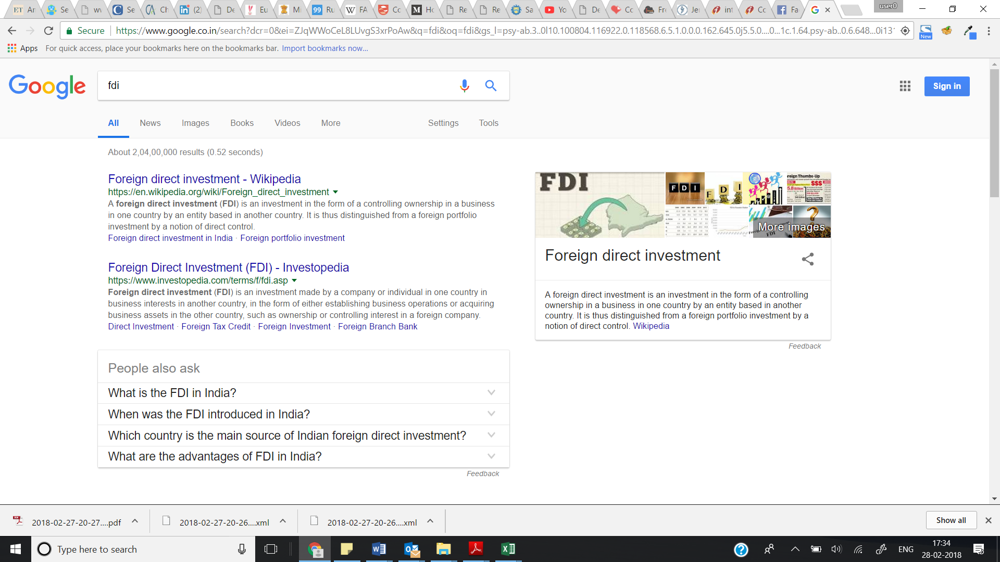 ET Ar
Se
wv
Se
Ch
(2)
De
Eu
Mi
99 Ru
W FA
Cc
M Hc
Re
Re
Sa
Yo
De
Cc
Fre
Jei
int
Cc
Fa
user0
Secure
https://www.google.co.in/search?dcr=0&ei=ZJqWWoCeL8LUvgS3xrPoAw&q=fdi&oq=fdi&gs_l=psy-ab.3..0l10.100804.116922.0.118568.6.5.1.0.0.0.162.645.0j5.5.0....0...1c.1.64.psy-ab..0.6.648...0i13
New
Apps For quick access, place your bookmarks here on the bookmarks bar. Import bookmarks now...
Google
fdi
Sign in
All News Images Books Videos More Settings Tools
About 2,04,00,000 results (0.52 seconds)
Foreign direct investment - Wikipedia
https://en.wikipedia.org/wiki/Foreign_direct_investment
A foreign direct investment (FDI) is an investment in the form of a controlling ownership in a business
in one country by an entity based in another country. It is thus distinguished from a foreign portfolio
investment by a notion of direct control.
Foreign direct investment in India · Foreign portfolio investment
Foreign Direct Investment (FDI) - Investopedia
https://www.investopedia.com/terms/f/fdi.asp
Foreign direct investment (FDI) is an investment made by a company or individual in one country in
business interests in another country, in the form of either establishing business operations or acquiring
business assets in the other country, such as ownership or controlling interest in a foreign company.
Direct Investment · Foreign Tax Credit · Foreign Investment · Foreign Branch Bank
People also ask
What is the FDI in India?
When was the FDI introduced in India?
Which country is the main source of Indian foreign direct investment?
What are the advantages of FDI in India?
Feedback
FDI
FDI
FDI
reign Thumbs-Up
$$$
5.8 Billion
FDI
More images
Foreign direct investment
A foreign direct investment is an investment in the form of a controlling
ownership in a business in one country by an entity based in another
country. It is thus distinguished from a foreign portfolio investment by a
notion of direct control. Wikipedia
Feedback
2018-02-27-20-27....pdf
2018-02-27-20-26....xml
2018-02-27-20-26....xml
Show all
Type here to search
ENG
17:34
28-02-2018